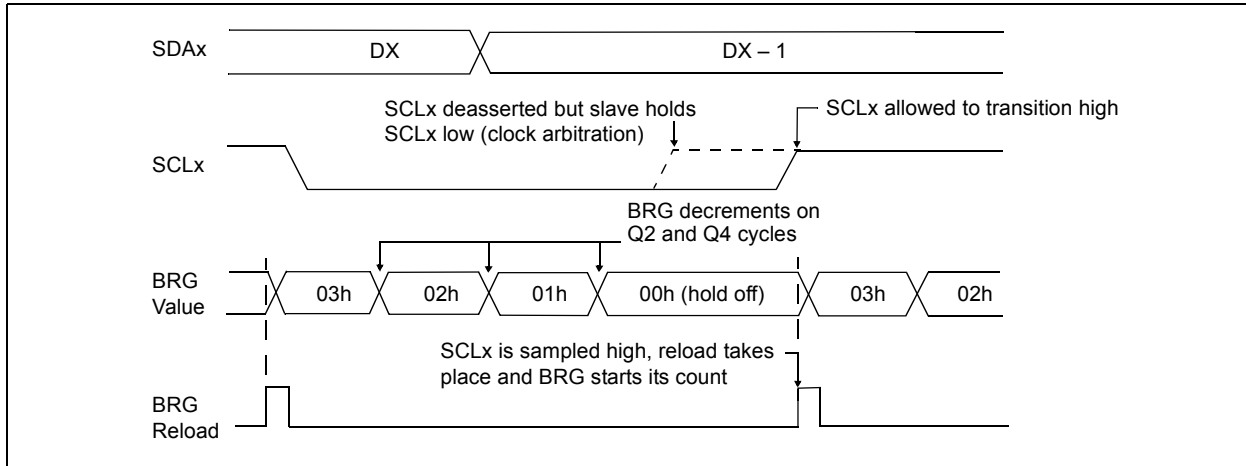 SDAx
DX
DX – 1
SCLx deasserted but slave holds
SCLx low (clock arbitration)
SCLx allowed to transition high
SCLx
BRG decrements on
Q2 and Q4 cycles
BRG
Value
03h
02h
01h
00h (hold off)
03h
02h
SCLx is sampled high, reload takes
place and BRG starts its count
BRG
Reload